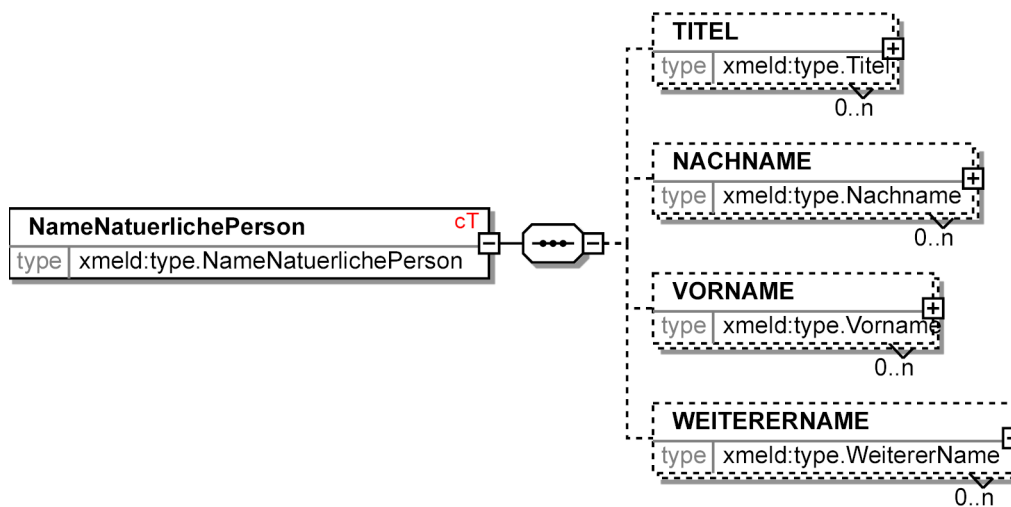 TITEL
type xmeld:type.Titel
0..n
NACHNAME
type xmeld:type.Nachname
0..n
NameNatuerlichePerson cT
type xmeld:type.NameNatuerlichePerson
VORNAME
type xmeld:type.Vorname
0..n
WEITERERNAME
type xmeld:type.WeitererName
0..n